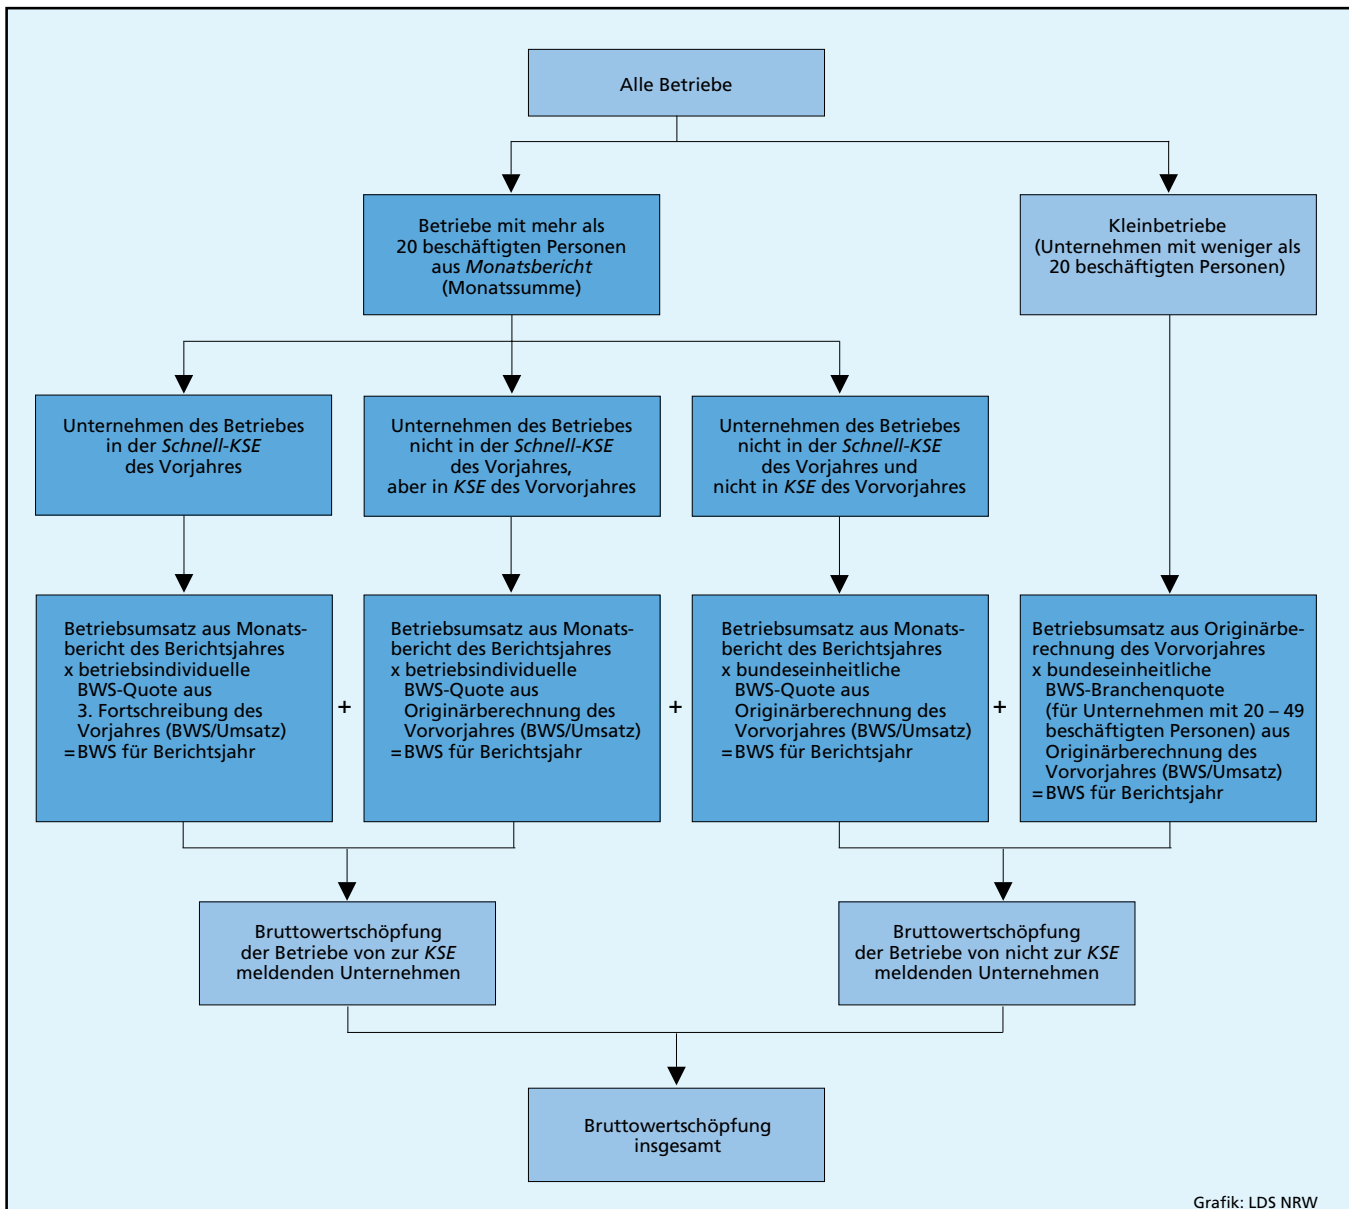 Alle Betriebe
Betriebe mit mehr als
20 beschäftigten Personen
aus Monatsbericht
(Monatssumme)
Kleinbetriebe
(Unternehmen mit weniger als
20 beschäftigten Personen)
Unternehmen des Betriebes
in der Schnell-KSE
des Vorjahres
Unternehmen des Betriebes
nicht in der Schnell-KSE
des Vorjahres,
aber in KSE des Vorvorjahres
Unternehmen des Betriebes
nicht in der Schnell-KSE
des Vorjahres und
nicht in KSE des Vorvorjahres
Betriebsumsatz aus Monats-
bericht des Berichtsjahres
x betriebsindividuelle
BWS-Quote aus
3. Fortschreibung des
Vorjahres (BWS/Umsatz)
= BWS für Berichtsjahr
+
Betriebsumsatz aus Monats-
bericht des Berichtsjahres
x betriebsindividuelle
BWS-Quote aus
Originärberechnung des
Vorvorjahres (BWS/Umsatz)
= BWS für Berichtsjahr
+
Betriebsumsatz aus Monats-
bericht des Berichtsjahres
x bundeseinheitliche
BWS-Quote aus
Originärberechnung des
Vorvorjahres (BWS/Umsatz)
= BWS für Berichtsjahr
+
Betriebsumsatz aus Originärbe-
rechnung des Vorvorjahres
x bundeseinheitliche
BWS-Branchenquote
(für Unternehmen mit 20 – 49
beschäftigten Personen) aus
Originärberechnung des
Vorvorjahres (BWS/Umsatz)
= BWS für Berichtsjahr
Bruttowertschöpfung
der Betriebe von zur KSE
meldenden Unternehmen
Bruttowertschöpfung
der Betriebe von nicht zur KSE
meldenden Unternehmen
Bruttowertschöpfung
insgesamt
Grafik: LDS NRW